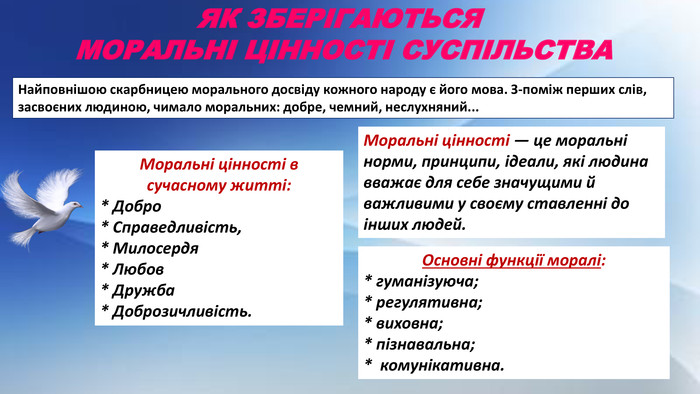 ЯК ЗБЕРІГАЮТЬСЯ
МОРАЛЬНІ ЦІННОСТІ СУСПІЛЬСТВА
Найповнішою скарбницею морального досвіду кожного народу є його мова. З-поміж перших слів,
засвоєних людиною, чимало моральних: добре, чемний, неслухняний...
Моральні цінності в
сучасному житті:
* Добро
* Справедливість,
* Милосердя
* Любов
* Дружба
* Доброзичливість.
Моральні цінності — це моральні
норми, принципи, ідеали, які людина
вважає для себе значущими й
важливими у своєму ставленні до
інших людей.
Основні функції моралі:
* гуманізуюча;
* регулятивна;
* виховна;
* пізнавальна;
* комунікативна.